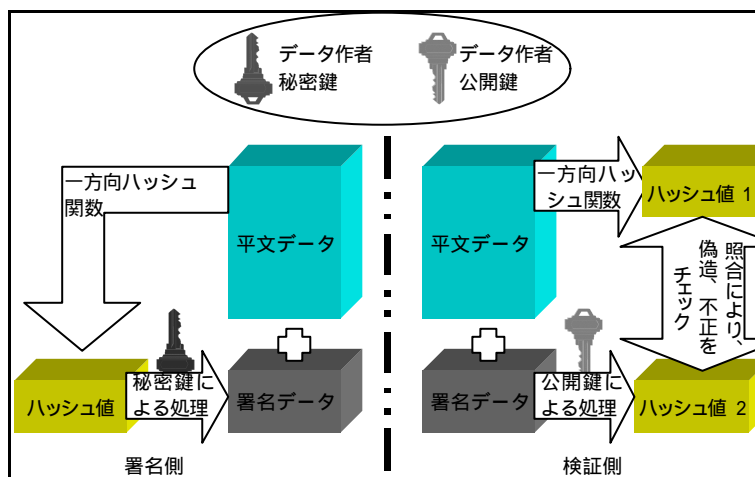 データ作者
秘密鍵
データ作者
公開鍵
一方向ハッシュ
関数
平文データ
ハッシュ値
秘密鍵に
よる処理
署名データ
署名側
平文データ
一方向ハッ
シュ関数
ハッシュ値 1
照合により、
偽造、不正を
チェック
署名データ
公開鍵に
よる処理
ハッシュ値 2
検証側